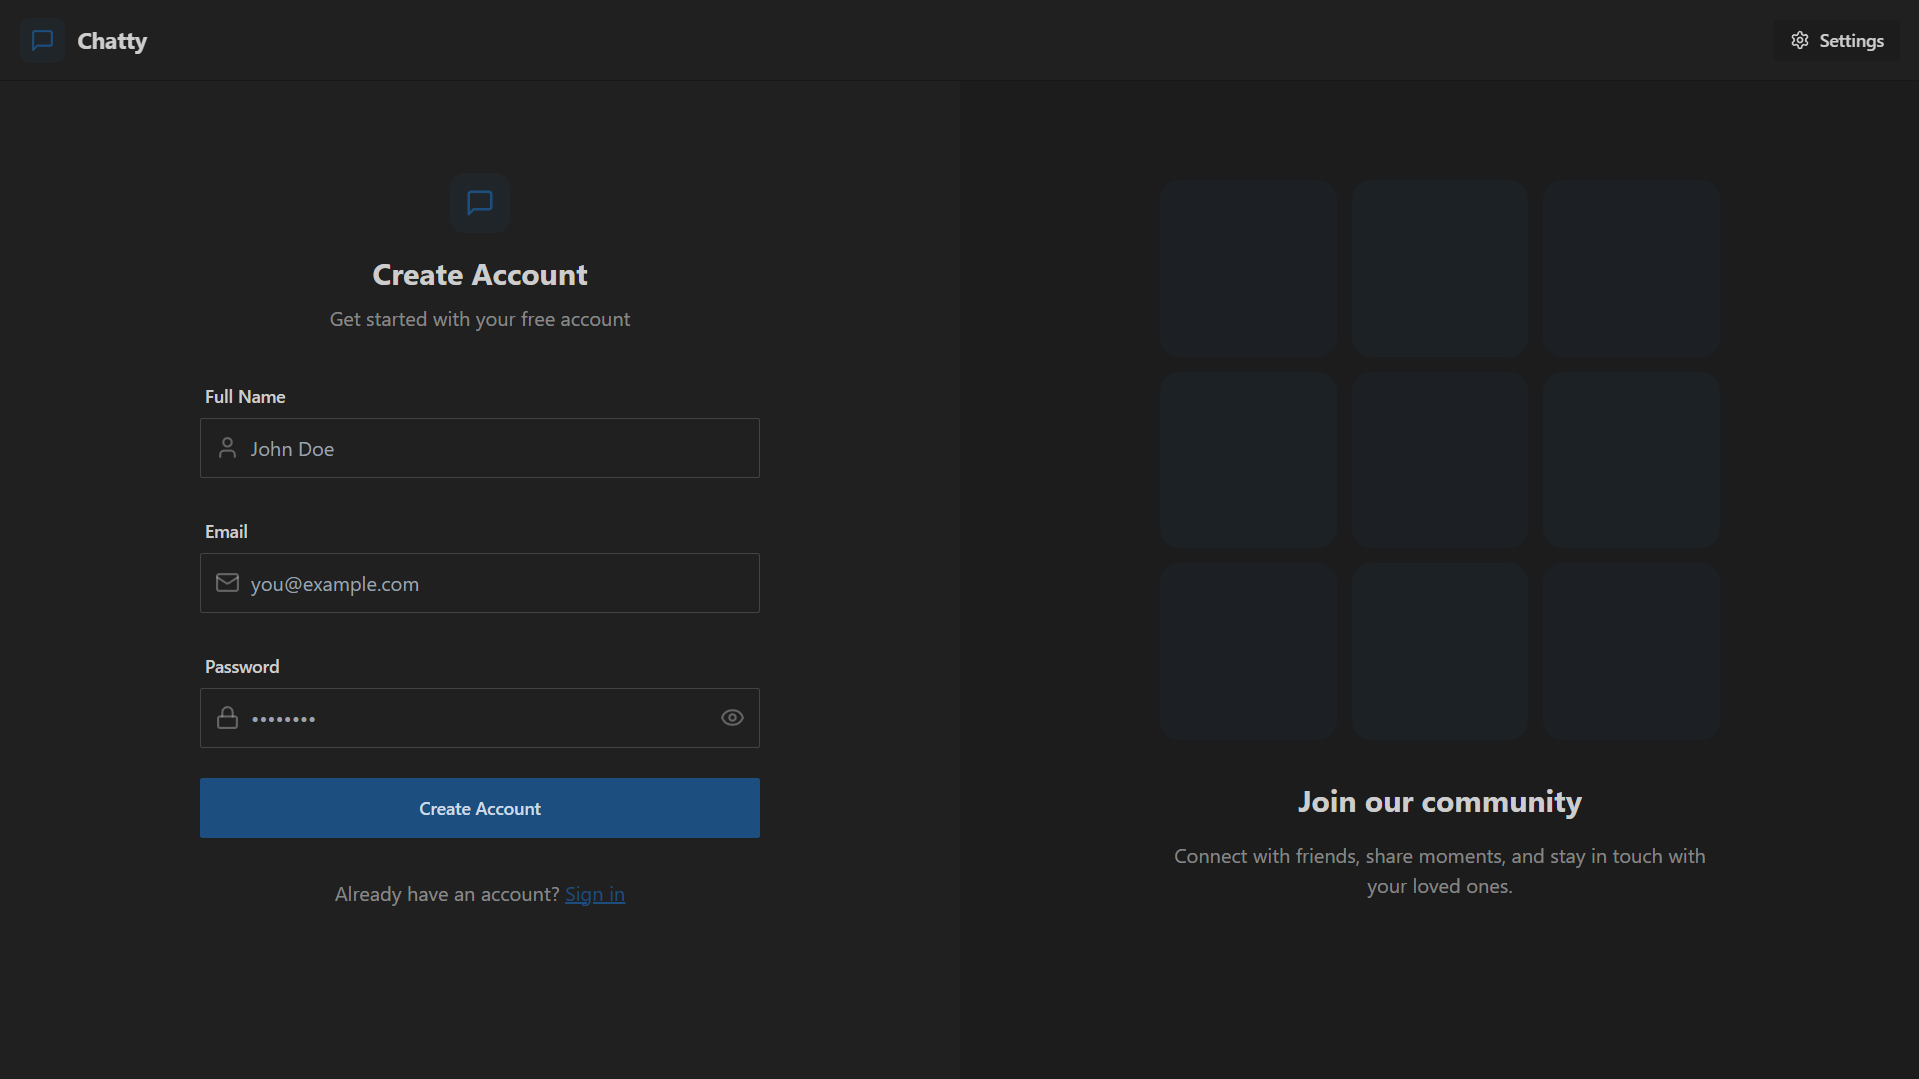 Chatty
Settings
Create Account
Get started with your free account
Full Name
John Doe
Email
you@example.com
Password
••••••••
Create Account
Already have an account? Sign in
Join our community
Connect with friends, share moments, and stay in touch with
your loved ones.